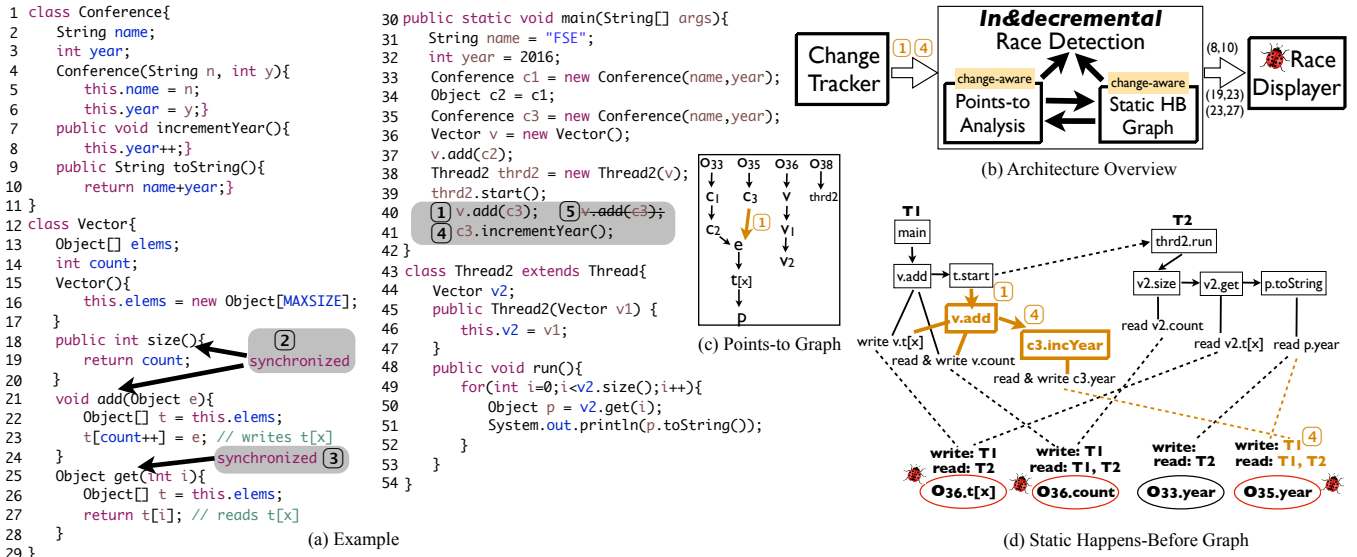 1 class Conference{
2 String name;
3 int year;
4 Conference(String n, int y){
5 this.name = n;
6 this.year = y;}
7 public void incrementYear(){
8 this.year++;}
9 public String toString(){
10 return name+year;}
11 }
12 class Vector{
13 Object[] elems;
14 int count;
15 Vector(){
16 this.elems = new Object[MAXSIZE];
17 }
18 public int size(){
19 return count;
20 }
21 void add(Object e){
22 Object[] t = this.elems;
23 t[count++] = e; // writes t[x]
24 }
25 Object get(int i){
26 Object[] t = this.elems;
27 return t[i]; // reads t[x]
28 }
29 }
2
synchronized
synchronized 3
30 public static void main(String[] args){
31 String name = "FSE";
32 int year = 2016;
33 Conference c1 = new Conference(name,year);
34 Object c2 = c1;
35 Conference c3 = new Conference(name,year);
36 Vector v = new Vector();
37 v.add(c2);
38 Thread2 thrd2 = new Thread2(v);
39 thrd2.start();
40 1 v.add(c3); 5 v.add(c3);
41 4 c3.incrementYear();
42 }
43 class Thread2 extends Thread{
44 Vector v2;
45 public Thread2(Vector v1) {
46 this.v2 = v1;
47 }
48 public void run(){
49 for(int i=0;i<v2.size();i++){
50 Object p = v2.get(i);
51 System.out.println(p.toString());
52 }
53 }
54 }
(a) Example
Change
Tracker
1 4
In&decremental
Race Detection
change-aware
Points-to
Analysis
change-aware
Static HB
Graph
(8,10)
(19,23)
(23,27)
Race
Displayer
(b) Architecture Overview
O33 O35 O36 O38
C1 C3 v thrd2
1
C2 e v1
v2
t[x]
p
(c) Points-to Graph
T1
main
v.add
t.start
1
v.add
4
c3.incYear
write v.t[x]
read & write v.count
read & write c3.year
T2
thrd2.run
v2.size
v2.get
p.toString
read v2.count
read v2.t[x]
read p.year
write: T1
read: T2
O36.t[x]
write: T1
read: T1, T2
O36.count
write:
read: T2
O33.year
write: T1 4
read: T1, T2
O35.year
(d) Static Happens-Before Graph